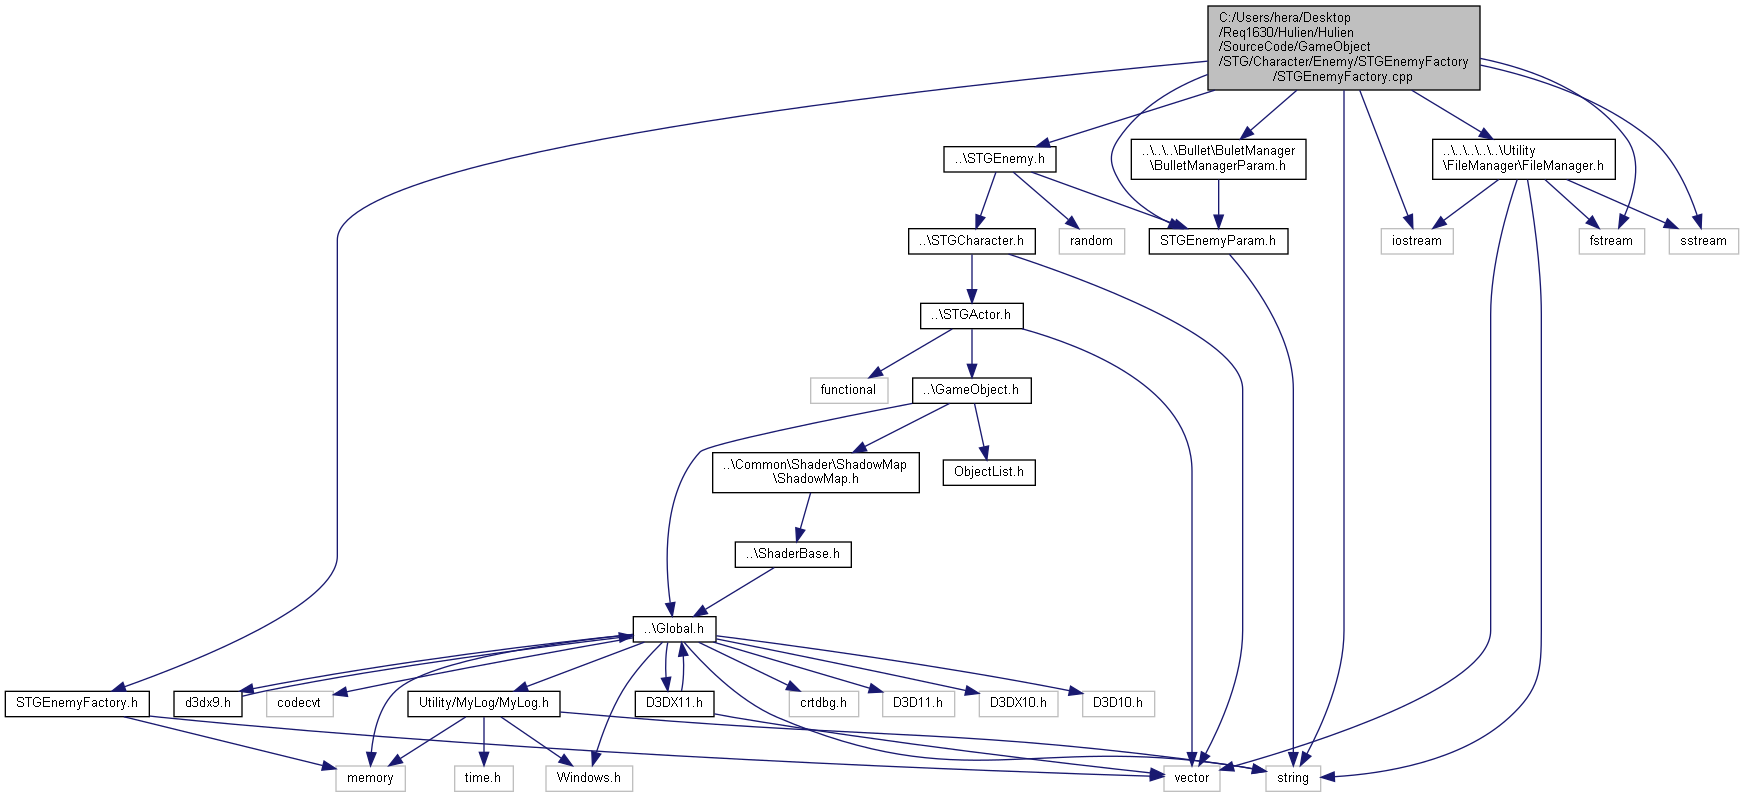 C:/Users/hera/Desktop
/Req1630/Hulien/Hulien
/SourceCode/GameObject
/STG/Character/Enemy/STGEnemyFactory
/STGEnemyFactory.cpp
..\STGEnemy.h
..\..\..\Bullet\BuletManager
\BulletManagerParam.h
..\..\..\..\..\Utility
\FileManager\FileManager.h
..\STGCharacter.h
random
STGEnemyParam.h
iostream
fstream
sstream
..\STGActor.h
functional
..\GameObject.h
..\Common\Shader\ShadowMap
\ShadowMap.h
ObjectList.h
..\ShaderBase.h
..\Global.h
STGEnemyFactory.h
d3dx9.h
codecvt
Utility/MyLog/MyLog.h
D3DX11.h
crtdbg.h
D3D11.h
D3DX10.h
D3D10.h
memory
time.h
Windows.h
vector
string